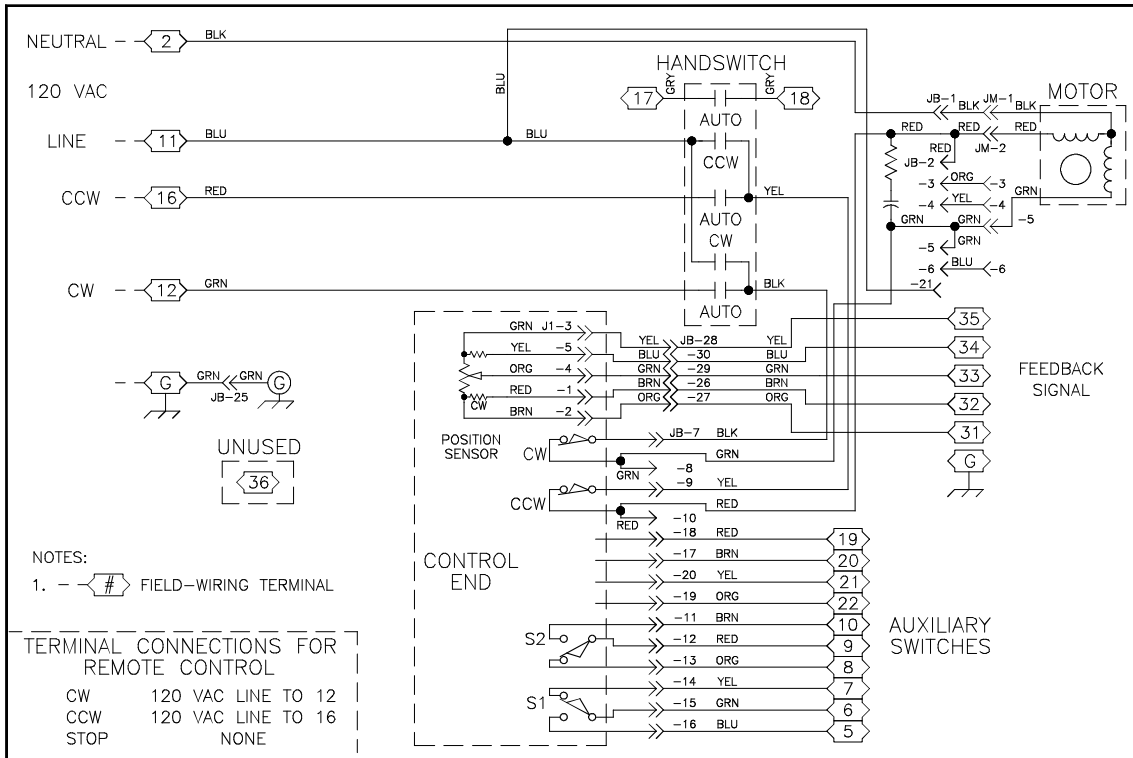 NEUTRAL 2 BLK
120 VAC
LINE 11 BLU
CCW 16 RED
CW 12 GRN
BLU
BLU
HANDSWITCH
17 GRY GRY 18
AUTO
CCW
YEL
AUTO
CW
BLK
AUTO
MOTOR
JB-1 BLK JM-1 BLK
RED RED RED
JM-2
RED
JB-2
-3 ORG -3
-4 YEL -4
GRN
GRN GRN -5
-5 GRN
-6 BLU -6
-21
G GRN GRN G
JB-25
UNUSED
36
GRN J1-3 YEL JB-28 YEL 35
YEL -5 BLU -30 BLU 34
ORG -4 GRN -29 GRN 33
RED -1 BRN -26 BRN 32
CW
BRN -2 ORG -27 ORG 31
G
FEEDBACK
SIGNAL
POSITION
SENSOR
CW JB-7 BLK
GRN
GRN -8
CCW -9 YEL
RED
RED -10
CONTROL
END
-18 RED 19
-17 BRN 20
-20 YEL 21
-19 ORG 22
S2
-11 BRN 10
-12 RED 9
-13 ORG 8
S1
-14 YEL 7
-15 GRN 6
-16 BLU 5
AUXILIARY
SWITCHES
NOTES:
1. - # FIELD-WIRING TERMINAL
TERMINAL CONNECTIONS FOR
REMOTE CONTROL
CW 120 VAC LINE TO 12
CCW 120 VAC LINE TO 16
STOP NONE